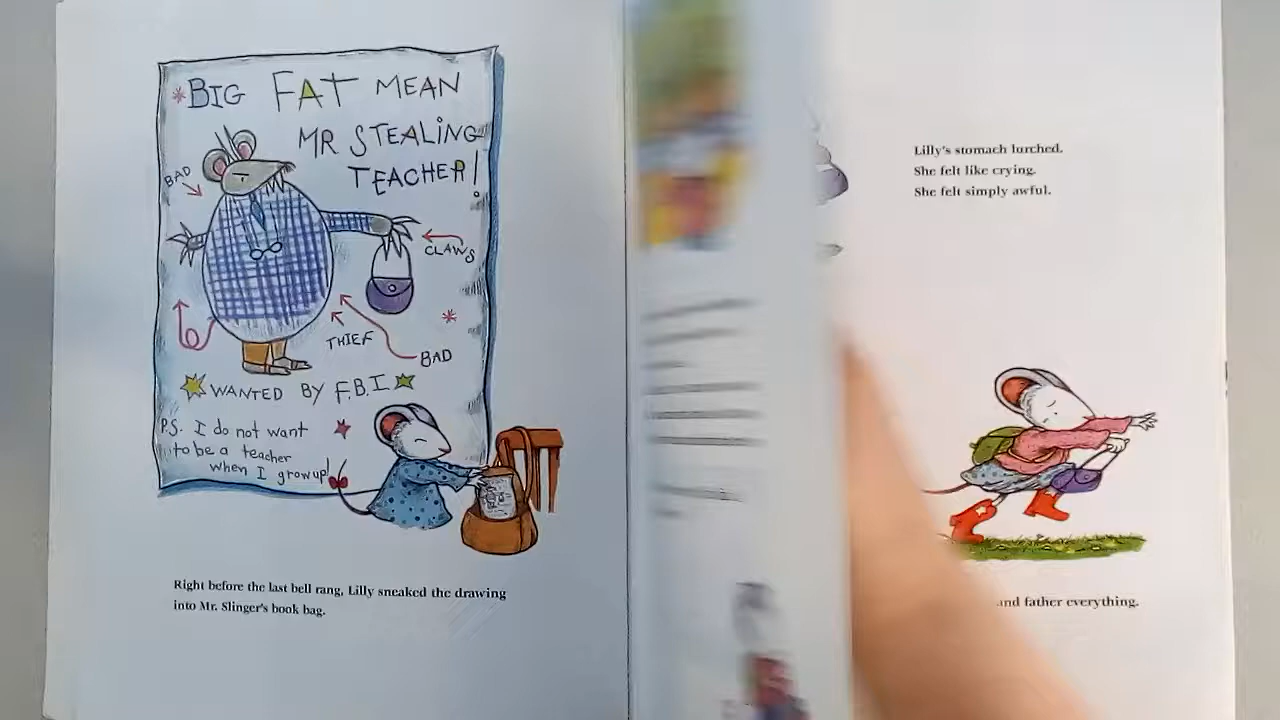 BIG FAT MEAN
MR STEALING
TEACHER!
BAD
CLAWS
THIEF
BAD
WANTED BY F.B.I
P.S. I do not want
to be a teacher
when I grow up!
Right before the last bell rang, Lilly sneaked the drawing
into Mr. Slinger's book bag.
Lilly's stomach lurched.
She felt like crying.
She felt simply awful.
and father everything.